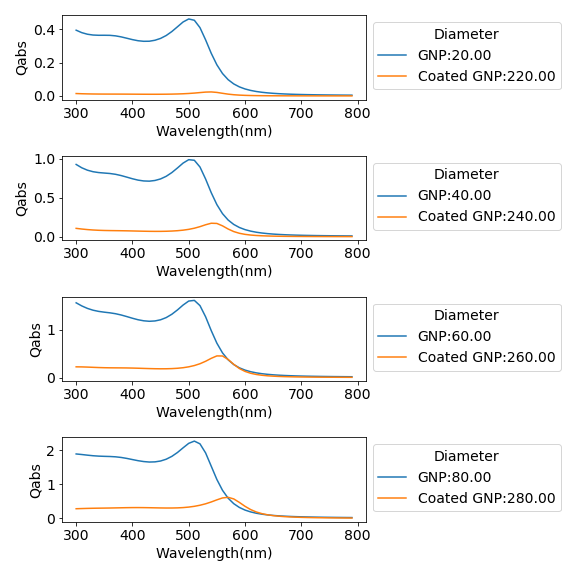 Qabs
0.4
0.2
0.0
300 400 500 600 700 800
Wavelength(nm)
Diameter
GNP:20.00
Coated GNP:220.00
Qabs
1.0
0.5
0.0
300 400 500 600 700 800
Wavelength(nm)
Diameter
GNP:40.00
Coated GNP:240.00
Qabs
1
0
300 400 500 600 700 800
Wavelength(nm)
Diameter
GNP:60.00
Coated GNP:260.00
Qabs
2
1
0
300 400 500 600 700 800
Wavelength(nm)
Diameter
GNP:80.00
Coated GNP:280.00